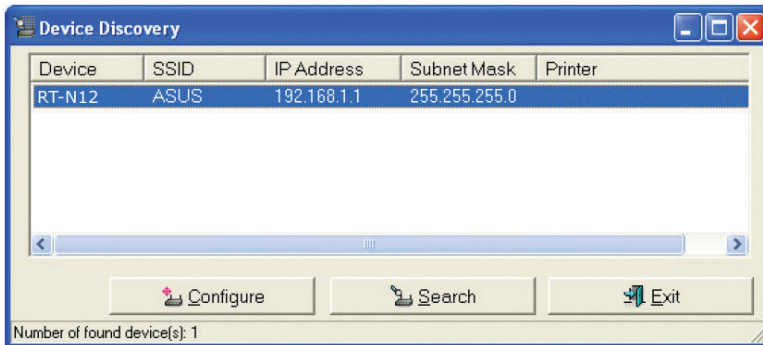 Device Discovery
Device SSID IP Address Subnet Mask Printer
RT-N12 ASUS 192.168.1.1 255.255.255.0
Configure Search Exit
Number of found device(s): 1